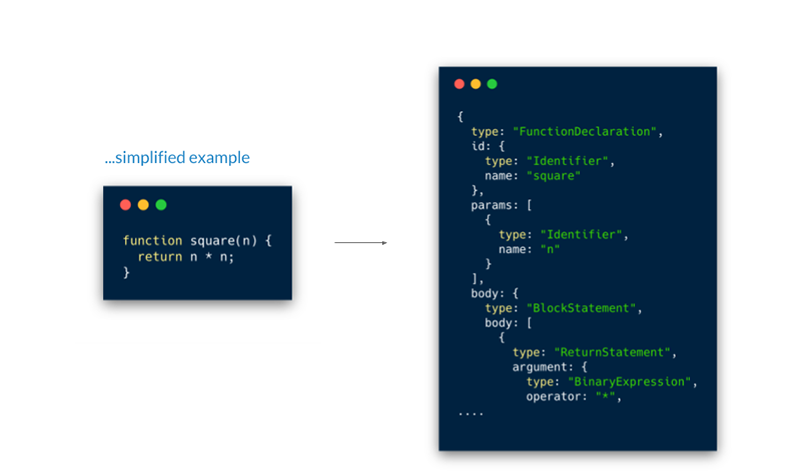 ...simplified example
function square(n) {
  return n * n;
}
{
  type: "FunctionDeclaration",
  id: {
    type: "Identifier",
    name: "square"
  },
  params: [
    {
      type: "Identifier",
      name: "n"
    }
  ],
  body: {
    type: "BlockStatement",
    body: [
      {
        type: "ReturnStatement",
        argument: {
          type: "BinaryExpression",
          operator: "*",
....